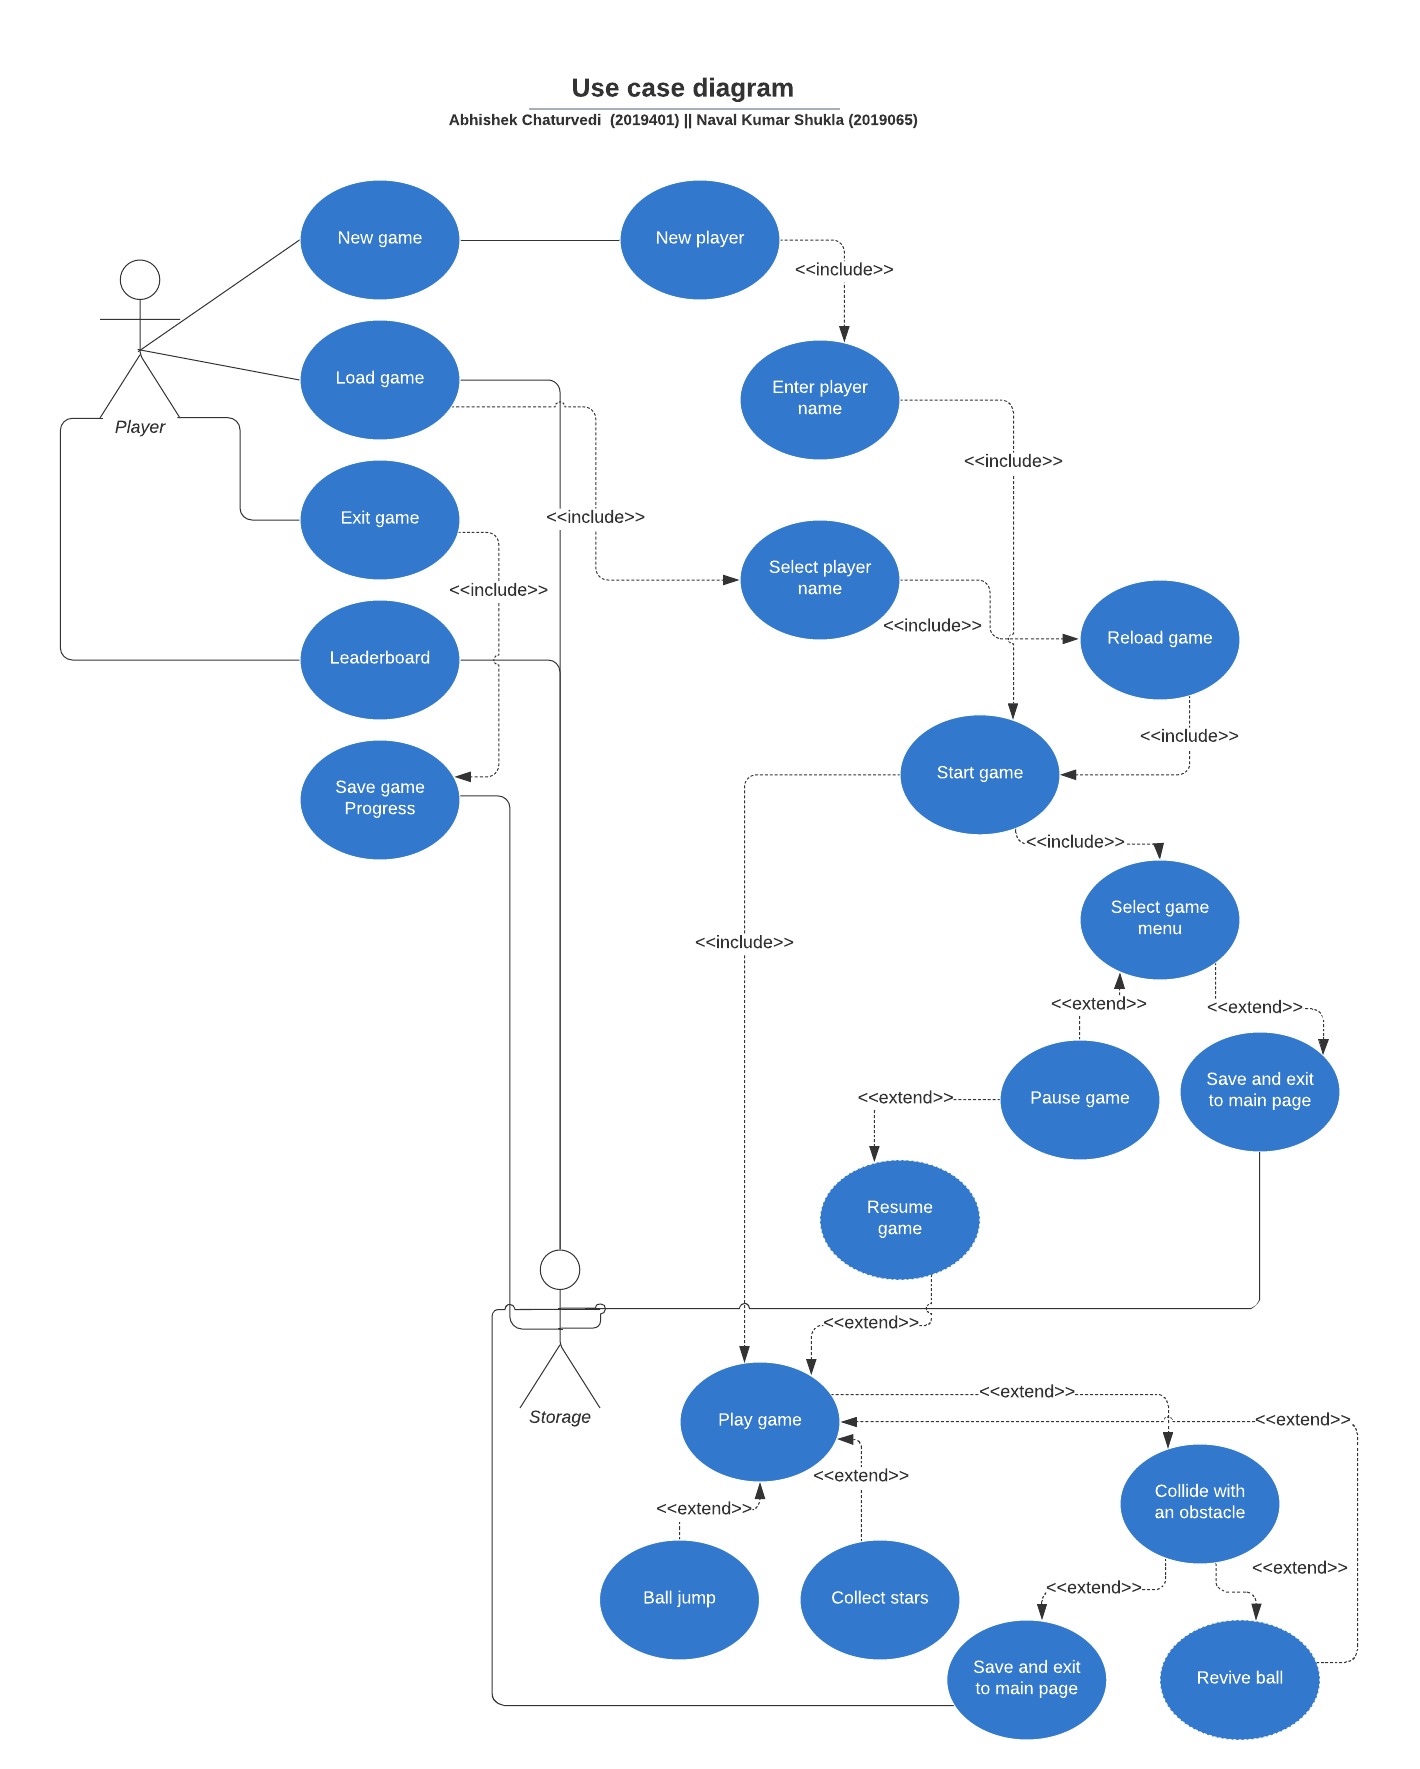 Use case diagram
Abhishek Chaturvedi  (2019401) || Naval Kumar Shukla (2019065)
New game
New player
<<include>>
Player
Load game
Enter player
name
<<include>>
Exit game
<<include>>
Select player
name
<<include>>
<<include>>
Reload game
Leaderboard
<<include>>
Save game
Progress
Start game
<<include>>
<<include>>
Select game
menu
<<extend>>
<<extend>>
Save and exit
to main page
Pause game
<<extend>>
Resume
game
<<extend>>
Storage
Play game
<<extend>>
<<extend>>
<<extend>>
<<extend>>
Collide with
an obstacle
<<extend>>
<<extend>>
Ball jump
Collect stars
Save and exit
to main page
Revive ball
<<include>>